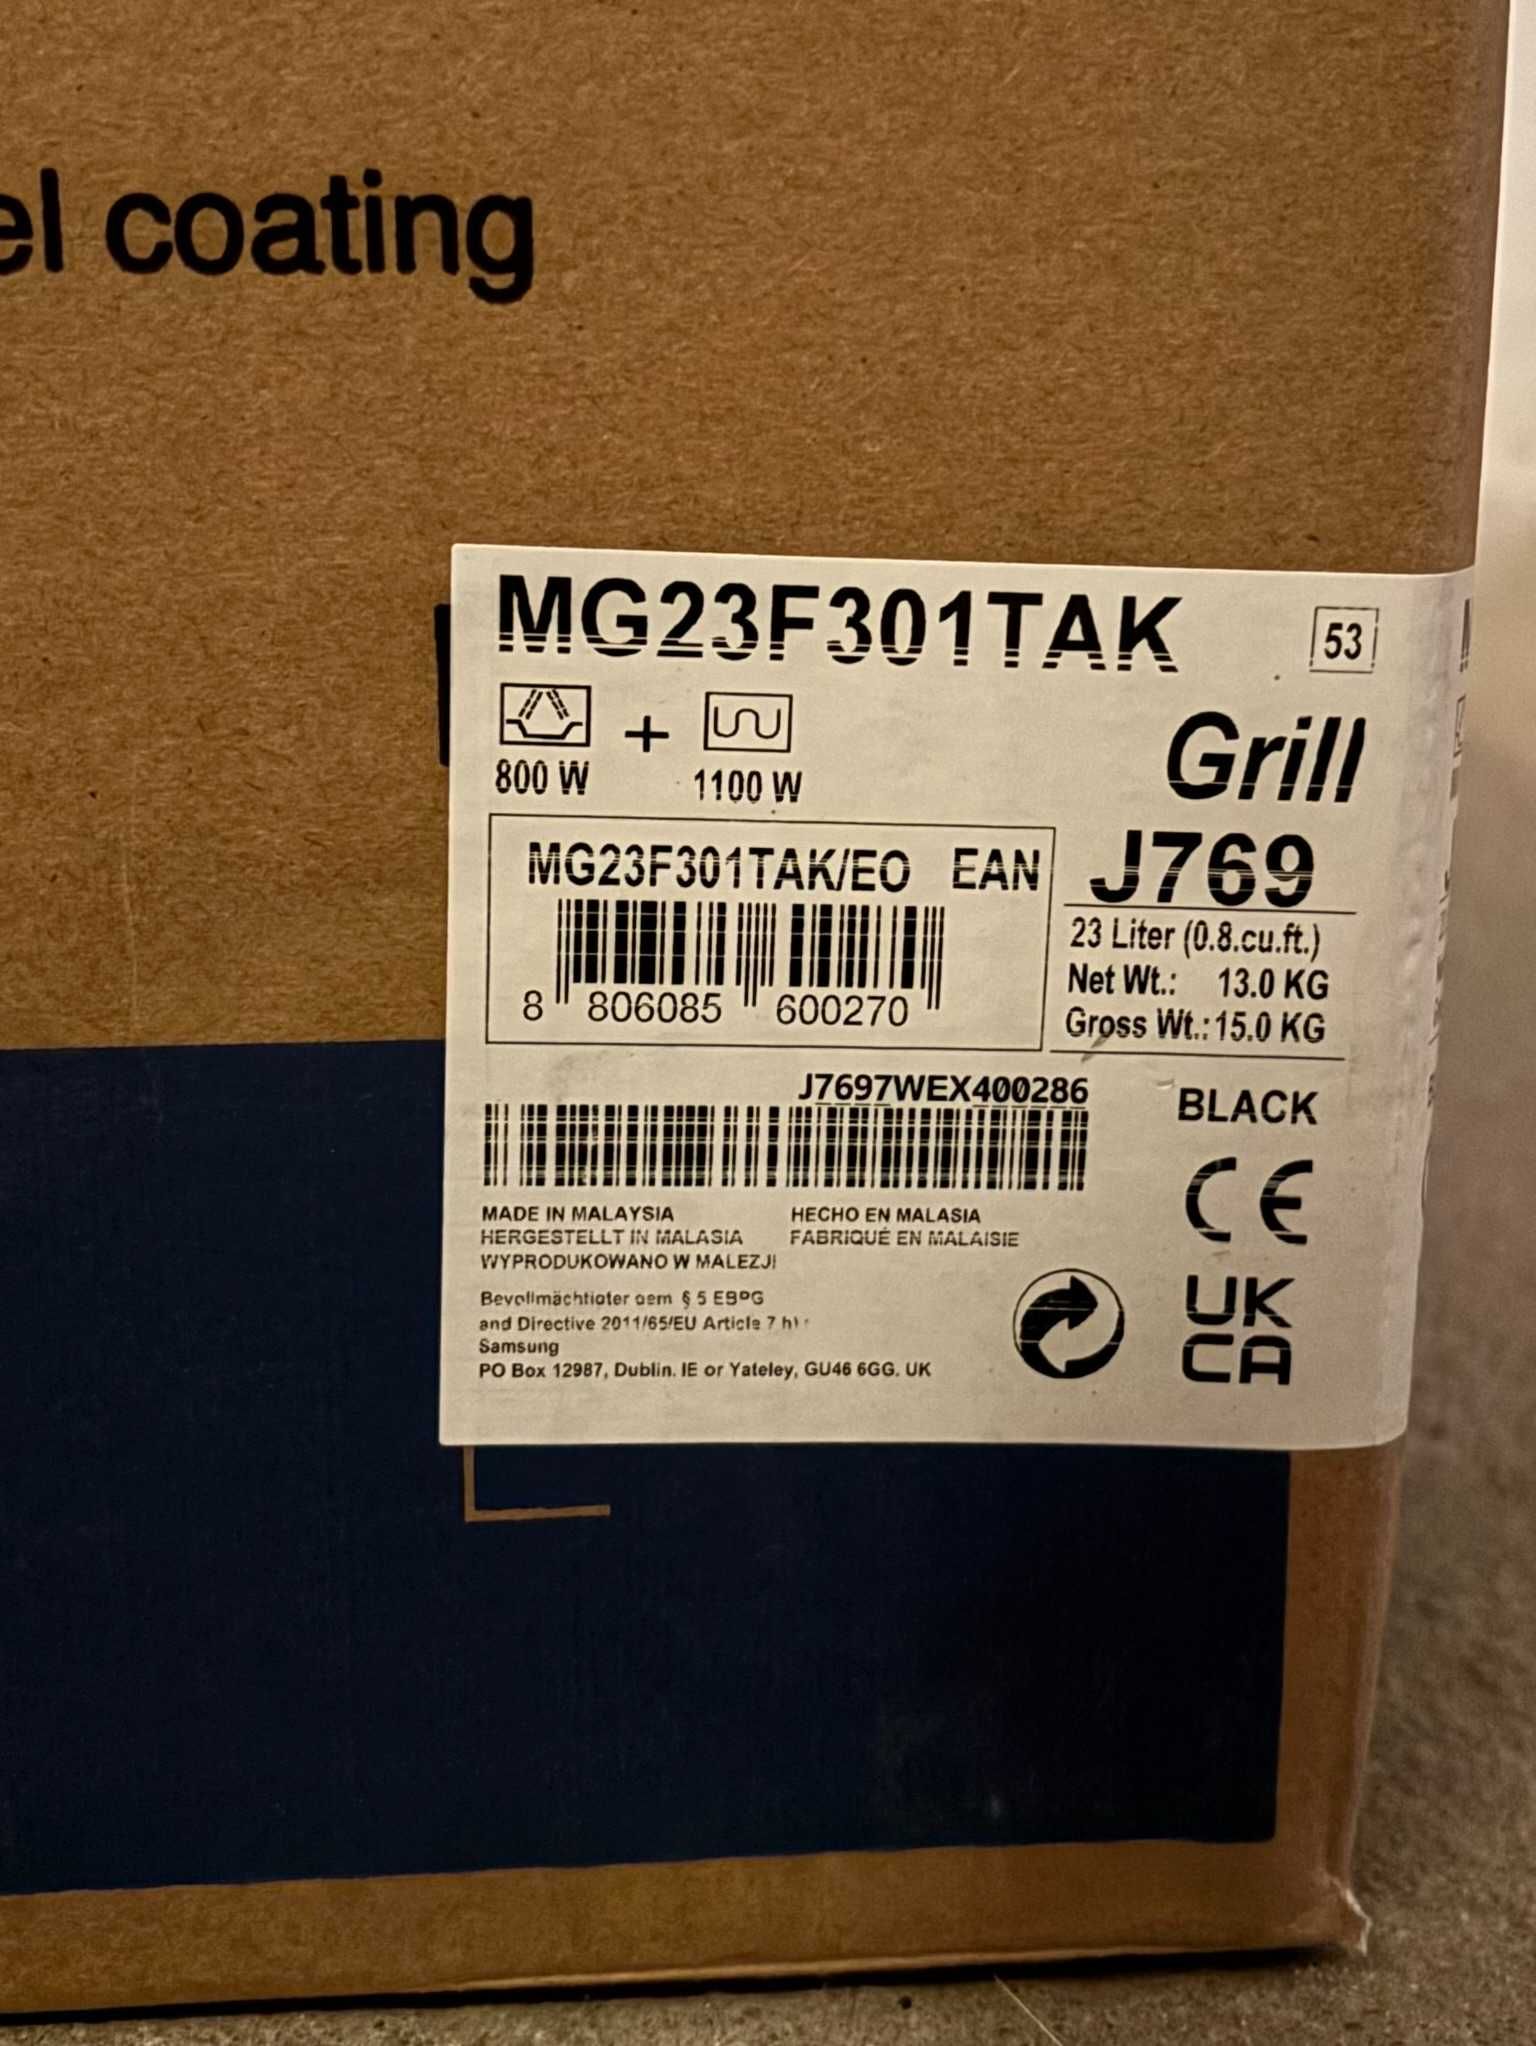 el coating
MG23F301TAK
53
+
800 W
1100 W
Grill
MG23F301TAK/EO EAN
8 806085 600270
J769
23 Liter (0.8.cu.ft.)
Net Wt.: 13.0 KG
Gross Wt.: 15.0 KG
J7697WEX400286
BLACK
MADE IN MALAYSIA HECHO EN MALASIA
HERGESTELLT IN MALASIA FABRIQUÉ EN MALAISIE
WYPRODUKOWANO W MALEZJI
CE
§ 5
and Directive 2011/65/EU Article 7 h)
Samsung
PO Box 12987, Dublin. IE or Yateley, GU46 6GG. UK
UK
CA